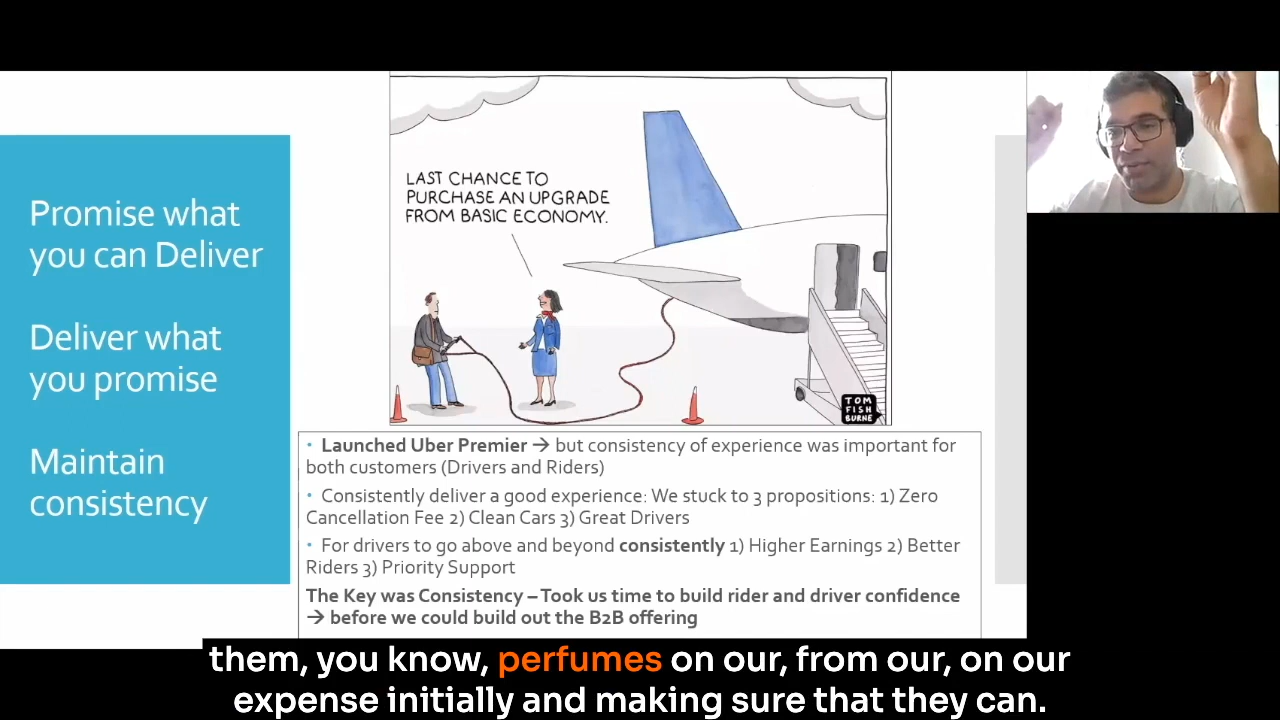 Promise what
you can Deliver
Deliver what
you promise
Maintain
consistency
LAST CHANCE TO
PURCHASE AN UPGRADE
FROM BASIC ECONOMY.
TOM
FISH
BURNE
• Launched Uber Premier → but consistency of experience was important for
both customers (Drivers and Riders)
• Consistently deliver a good experience: We stuck to 3 propositions: 1) Zero
Cancellation Fee 2) Clean Cars 3) Great Drivers
• For drivers to go above and beyond consistently 1) Higher Earnings 2) Better
Riders 3) Priority Support
The Key was Consistency – Took us time to build rider and driver confidence
→ before we could build out the B2B offering
them, you know, perfumes on our, from our, on our
expense initially and making sure that they can.